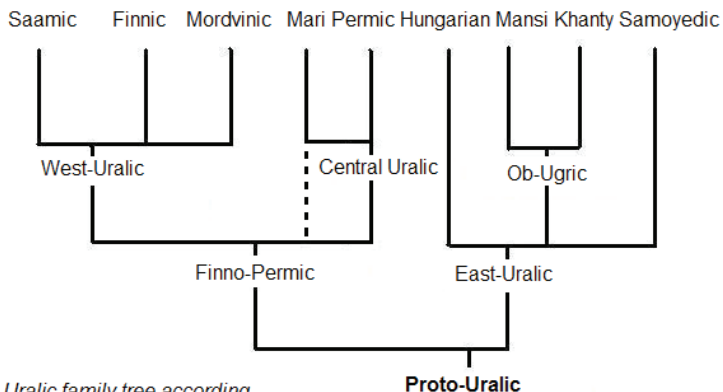 Saamic Finnic Mordvinic Mari Permic Hungarian Mansi Khanty Samoyedic
West-Uralic Central Uralic Ob-Ugric
Finno-Permic East-Uralic
Proto-Uralic
Uralic family tree according